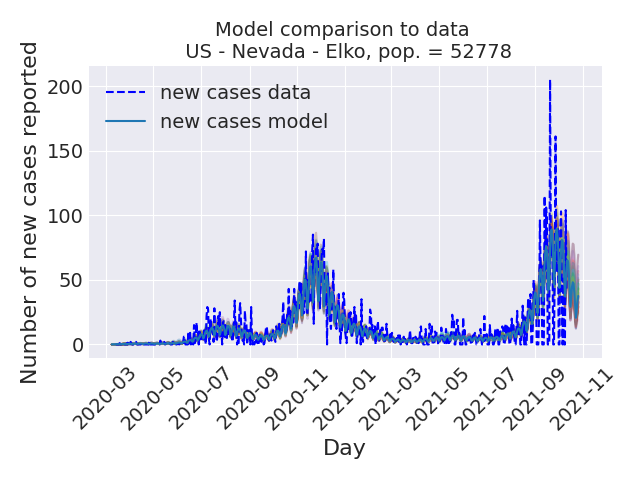 Model comparison to data
US - Nevada - Elko, pop. = 52778
Number of new cases reported
200
150
100
50
0
new cases data
new cases model
2020-03
2020-05
2020-07
2020-09
2020-11
2021-01
2021-03
2021-05
2021-07
2021-09
2021-11
Day